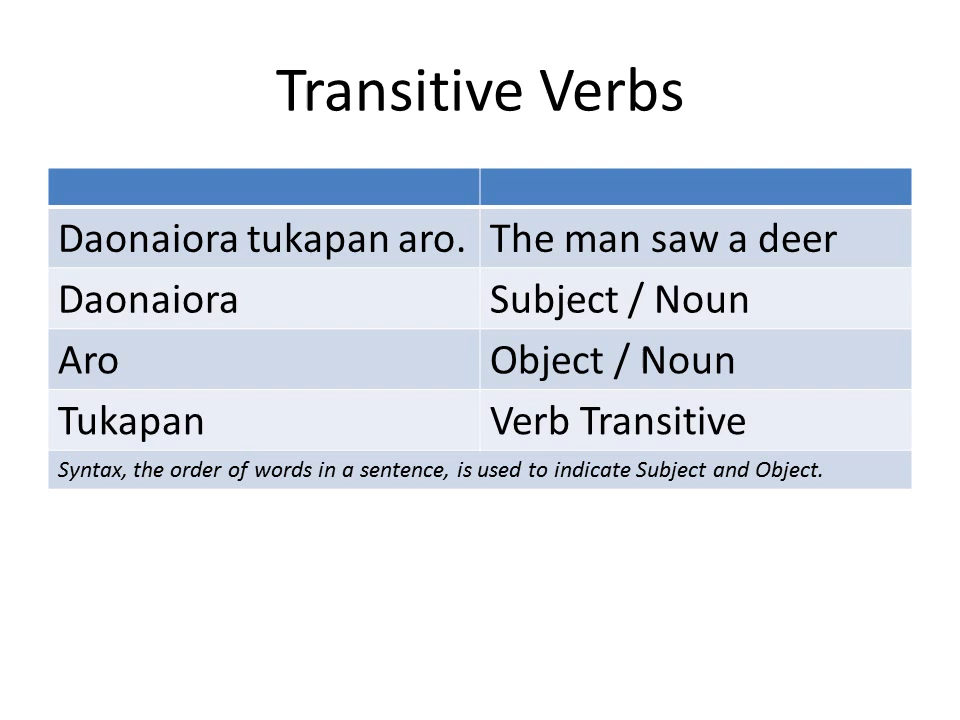 Transitive Verbs
Daonaiora tukapan aro. The man saw a deer
Daonaiora Subject / Noun
Aro Object / Noun
Tukapan Verb Transitive
Syntax, the order of words in a sentence, is used to indicate Subject and Object.